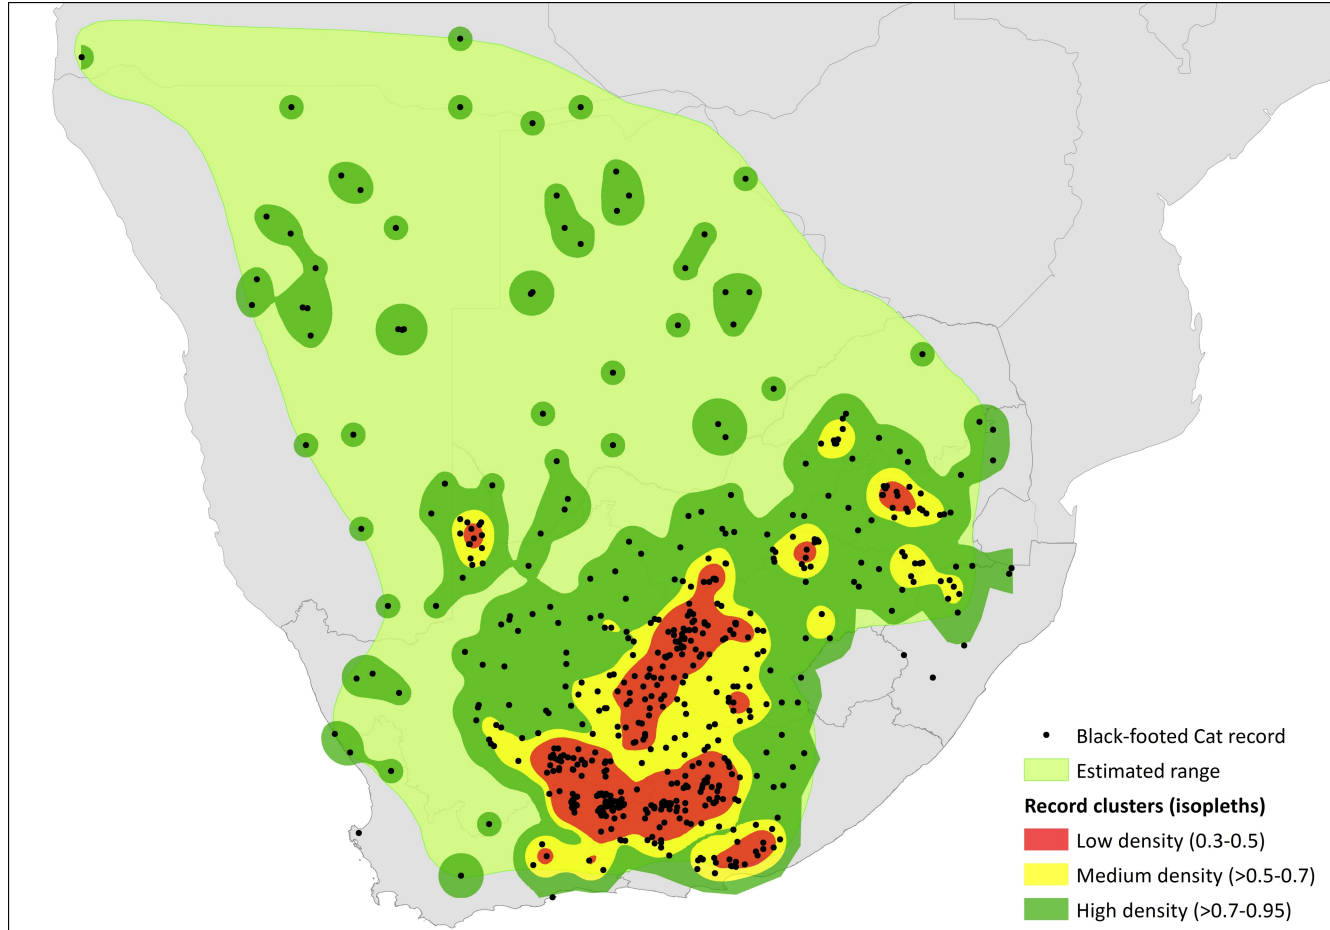 Black-footed Cat record
Estimated range
Record clusters (isopleths)
Low density (0.3-0.5)
Medium density (>0.5-0.7)
High density (>0.7-0.95)